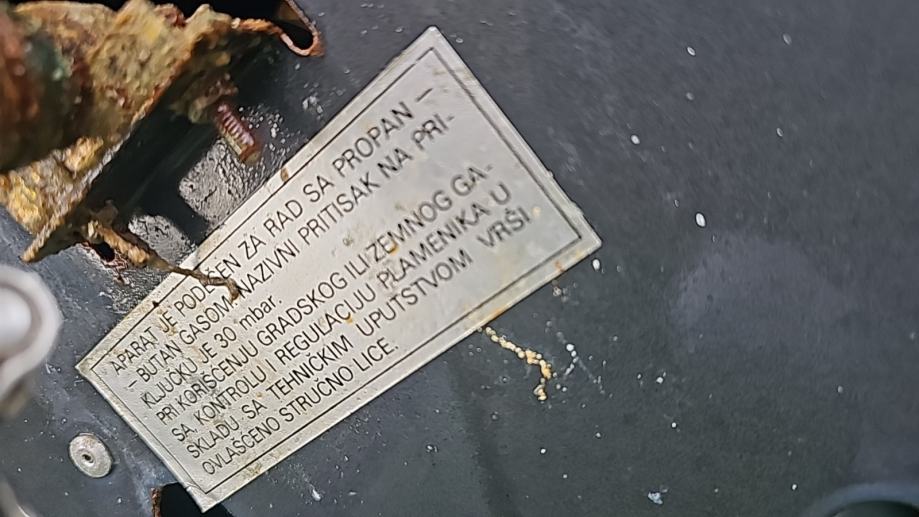 APARAT JE PODEŠEN ZA RAD SA PROPAN –
– BUTAN GASOM. NAZIVNI PRITISAK NA PRI-
KLJUČKU JE 30 mbar.
PRI KORIŠĆENJU GRADSKOG ILI ZEMNOG GA-
SA, KONTROLU I REGULACIJU PLAMENIKA U
SKLADU SA TEHNIČKIM UPUTSTVOM VRŠI
OVLAŠĆENO STRUČNO LICE.